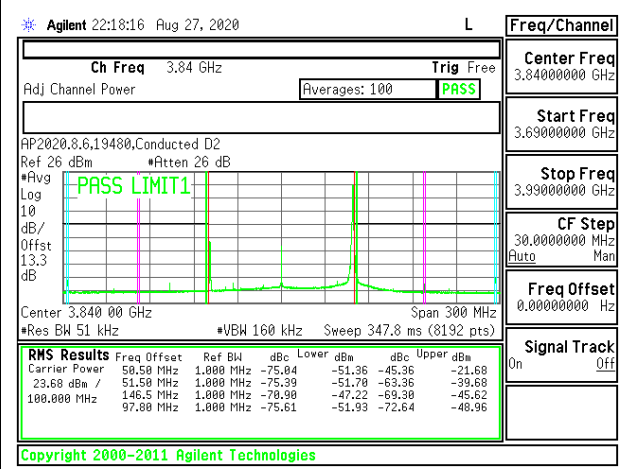 Agilent 22:18:16 Aug 27, 2020 L
Freq/Channel
Ch Freq 3.84 GHz Trig Free
Adj Channel Power Averages: 100 PASS
Center Freq
3.84000000 GHz
Start Freq
3.69000000 GHz
Stop Freq
3.99000000 GHz
CF Step
30.0000000 MHz
Auto Man
Freq Offset
0.00000000 Hz
Signal Track
On Off
AP2020.8.6,19480,Conducted D2
Ref 26 dBm #Atten 26 dB
#Avg
Log
10
dB/
Offst
13.3
dB
PASS LIMIT1
Center 3.840 00 GHz Span 300 MHz
#Res BW 51 kHz #VBW 160 kHz Sweep 347.8 ms (8192 pts)
RMS Results Freq Offset Ref BW dBc Lower dBm dBc Upper dBm
Carrier Power 50.50 MHz 1.000 MHz -75.04 -51.36 -45.36 -21.68
23.68 dBm / 51.50 MHz 1.000 MHz -75.39 -51.70 -63.36 -39.68
100.000 MHz 146.5 MHz 1.000 MHz -70.90 -47.22 -69.30 -45.62
97.80 MHz 1.000 MHz -75.61 -51.93 -72.64 -48.96
Copyright 2000-2011 Agilent Technologies